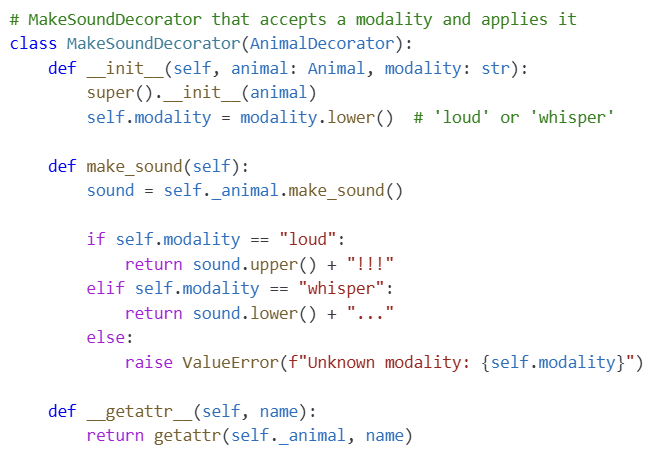 # MakeSoundDecorator that accepts a modality and applies it
class MakeSoundDecorator(AnimalDecorator):
    def __init__(self, animal: Animal, modality: str):
        super().__init__(animal)
        self.modality = modality.lower()  # 'loud' or 'whisper'

    def make_sound(self):
        sound = self._animal.make_sound()

        if self.modality == "loud":
            return sound.upper() + "!!!"
        elif self.modality == "whisper":
            return sound.lower() + "..."
        else:
            raise ValueError(f"Unknown modality: {self.modality}")

    def __getattr__(self, name):
        return getattr(self._animal, name)